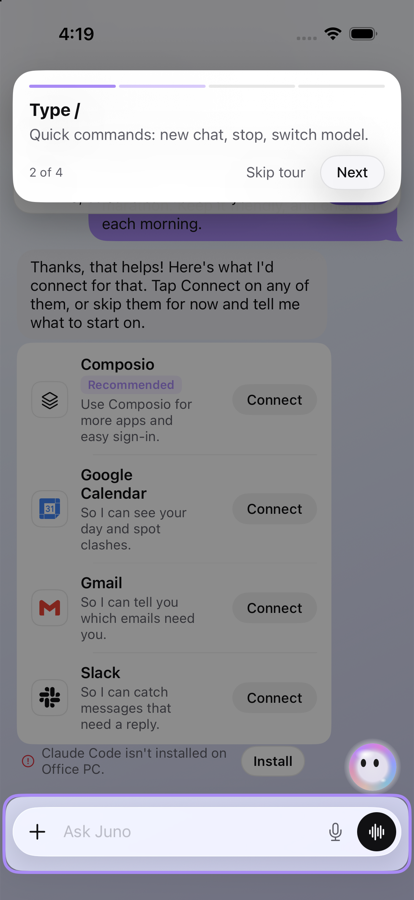 4:19
Type /
Quick commands: new chat, stop, switch model.
2 of 4
Skip tour
Next
each morning.
Thanks, that helps! Here's what I'd
connect for that. Tap Connect on any of
them, or skip them for now and tell me
what to start on.
Composio
Recommended
Use Composio for
more apps and
easy sign-in.
Connect
Google
Calendar
So I can see your
day and spot
clashes.
Connect
31
Gmail
So I can tell you
which emails need
you.
Connect
Slack
So I can catch
messages that
need a reply.
Connect
Claude Code isn't installed on
Office PC.
Install
Ask Juno